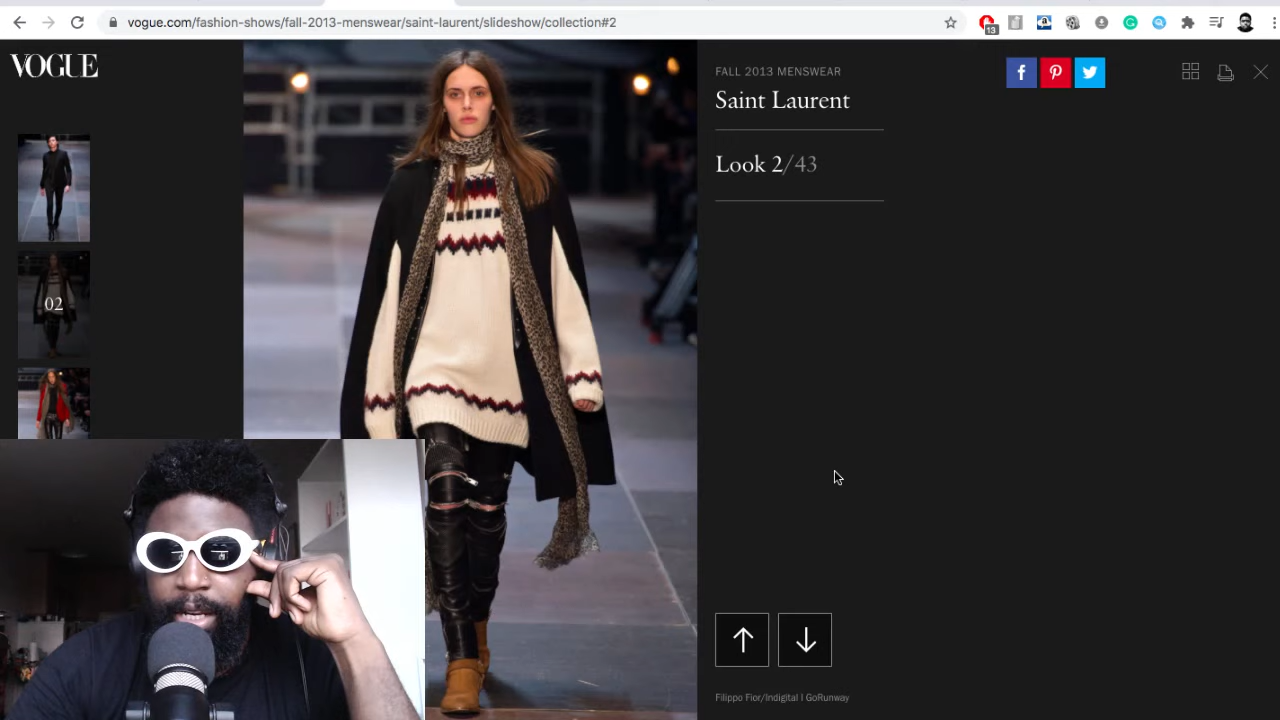 vogue.com/fashion-shows/fall-2013-menswear/saint-laurent/slideshow/collection#2
13
VOGUE
FALL 2013 MENSWEAR
Saint Laurent
Look 2/43
02
Filippo Fior/Indigital | GoRunway